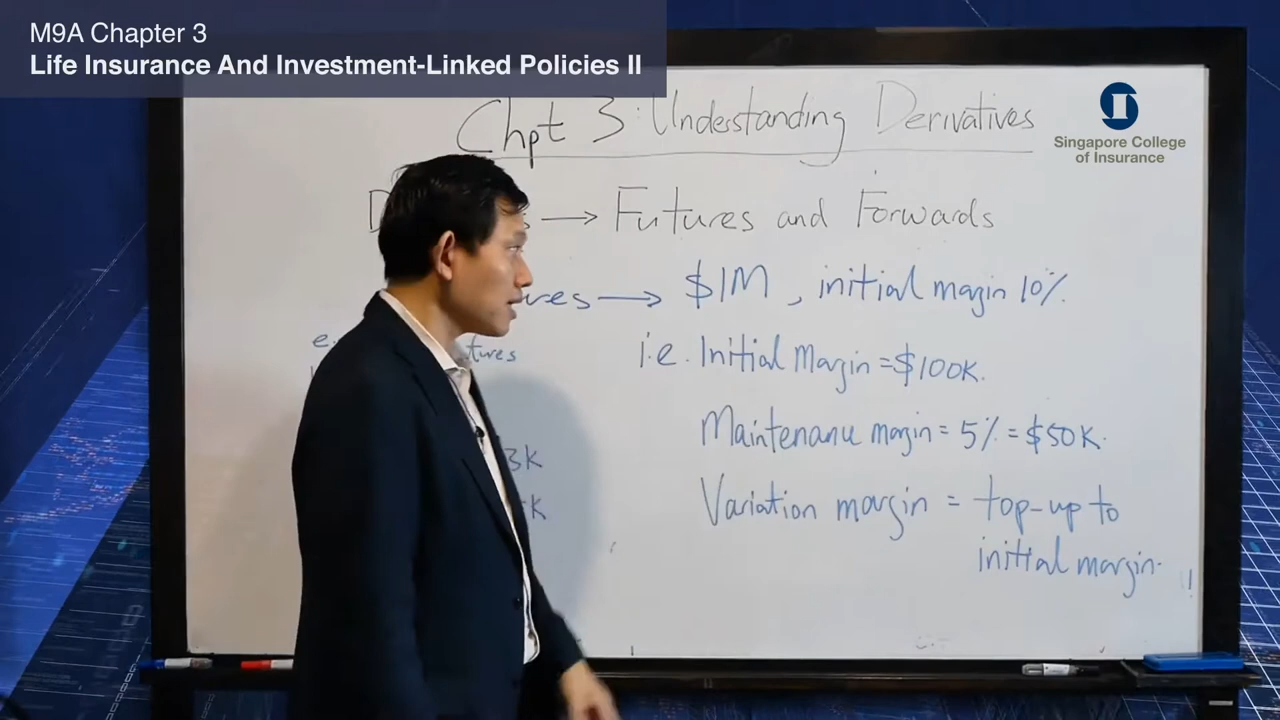 M9A Chapter 3
Life Insurance And Investment-Linked Policies II
Singapore College
of Insurance
Chpt 3: Understanding Derivatives
→ Futures and Forwards
→ $1M, initial margin 10%.
i.e. Initial Margin = $100K.
Maintenance margin = 5% = $50K.
Variation margin = top-up to
initial margin.